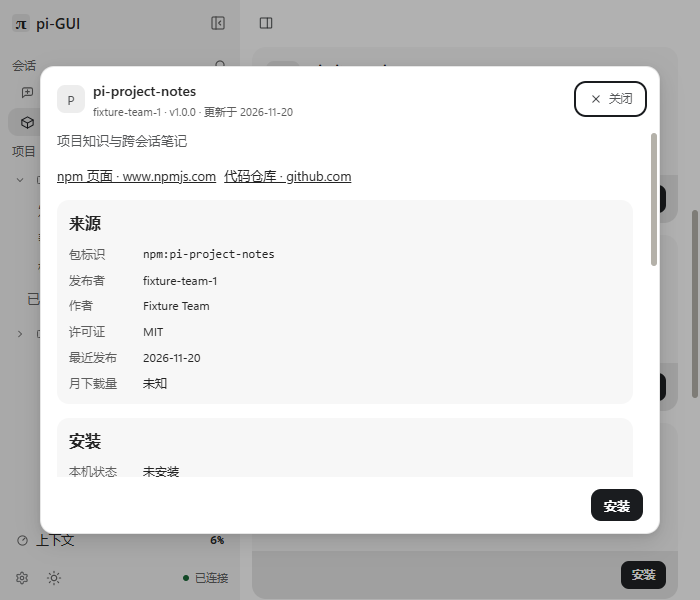 pi-GUI
会话
项目
pi-project-notes
P
fixture-team-1 · v1.0.0 · 更新于 2026-11-20
关闭
项目知识与跨会话笔记
npm 页面 · www.npmjs.com 代码仓库 · github.com
来源
包标识 npm:pi-project-notes
发布者 fixture-team-1
作者 Fixture Team
许可证 MIT
最近发布 2026-11-20
月下载量 未知
安装
本机状态 未安装
安装
上下文 6%
已连接
安装